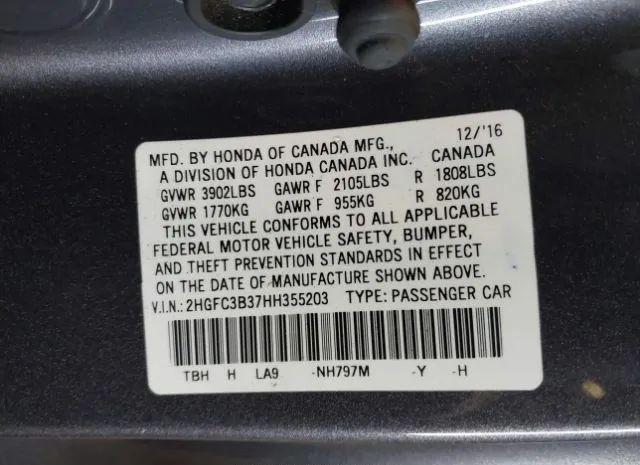 12/'16
MFD. BY HONDA OF CANADA MFG.,
A DIVISION OF HONDA CANADA INC. CANADA
GVWR 3902LBS GAWR F 2105LBS R 1808LBS
GVWR 1770KG GAWR F 955KG R 820KG
THIS VEHICLE CONFORMS TO ALL APPLICABLE
FEDERAL MOTOR VEHICLE SAFETY, BUMPER,
AND THEFT PREVENTION STANDARDS IN EFFECT
ON THE DATE OF MANUFACTURE SHOWN ABOVE.
V.I.N.: 2HGFC3B37HH355203 TYPE: PASSENGER CAR
TBH H LA9 -NH797M -Y -H